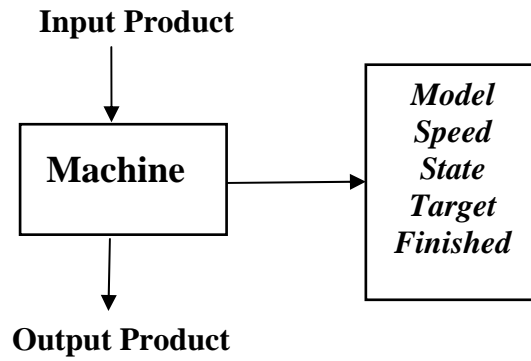 Input Product
Machine
Model
Speed
State
Target
Finished
Output Product